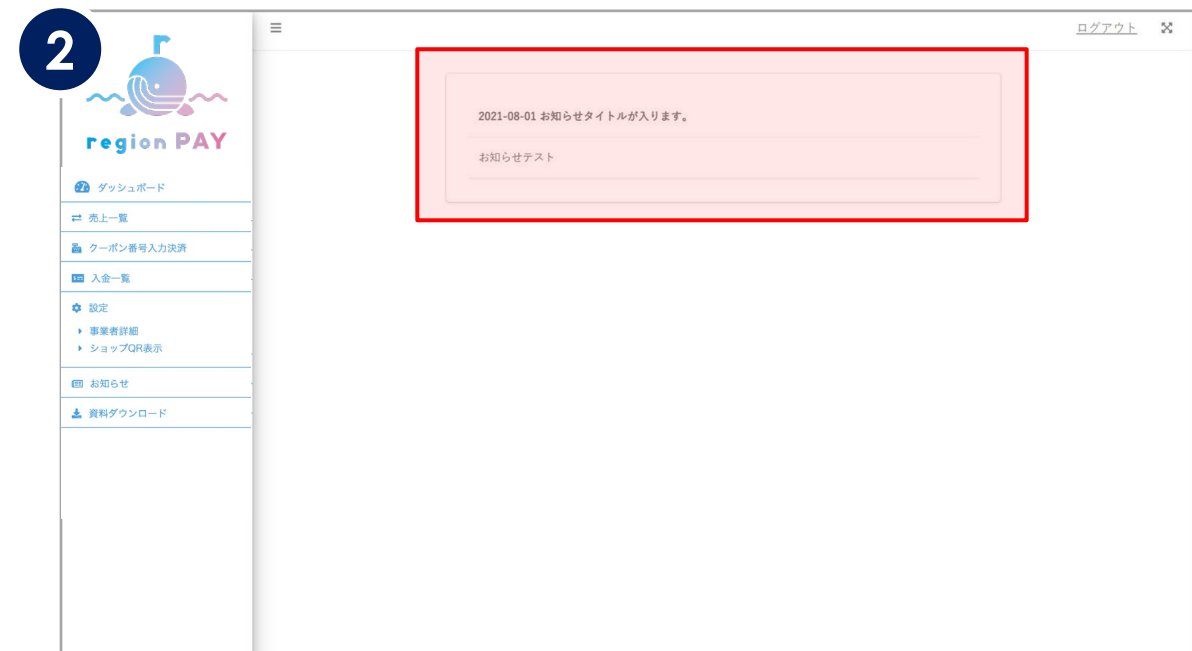 2
ログアウト
region PAY
ダッシュボード
売上一覧
クーポン番号入力決済
入金一覧
設定
事業者詳細
ショップQR表示
お知らせ
資料ダウンロード
2021-08-01 お知らせタイトルが入ります。
お知らせテスト